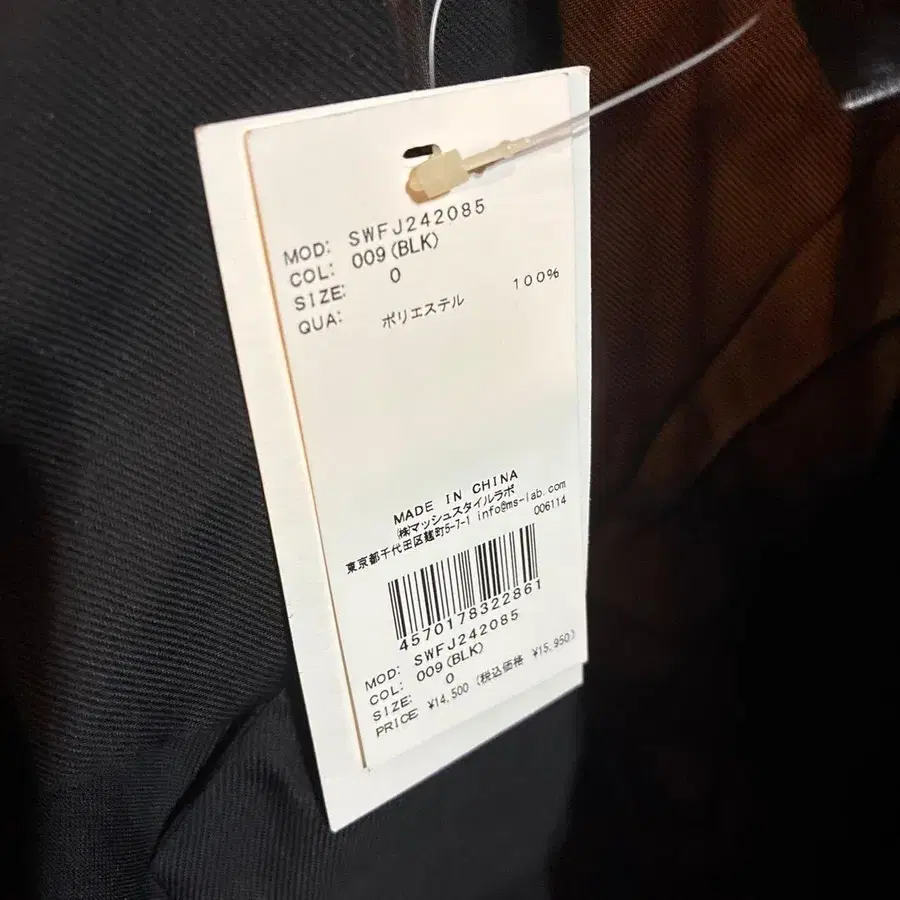 MOD: SWFJ242085
COL: 009(BLK)
SIZE: 0
QUA: ポリエステル 100%
MADE IN CHINA
㈱マッシュスタイルラボ
東京都千代田区麹町5-7-1 info@ms-lab.com
006114
4570178322861
MOD: SWFJ242085
COL: 009(BLK)
SIZE: 0
PRICE: ¥14,500 (税込価格 ¥15,950)